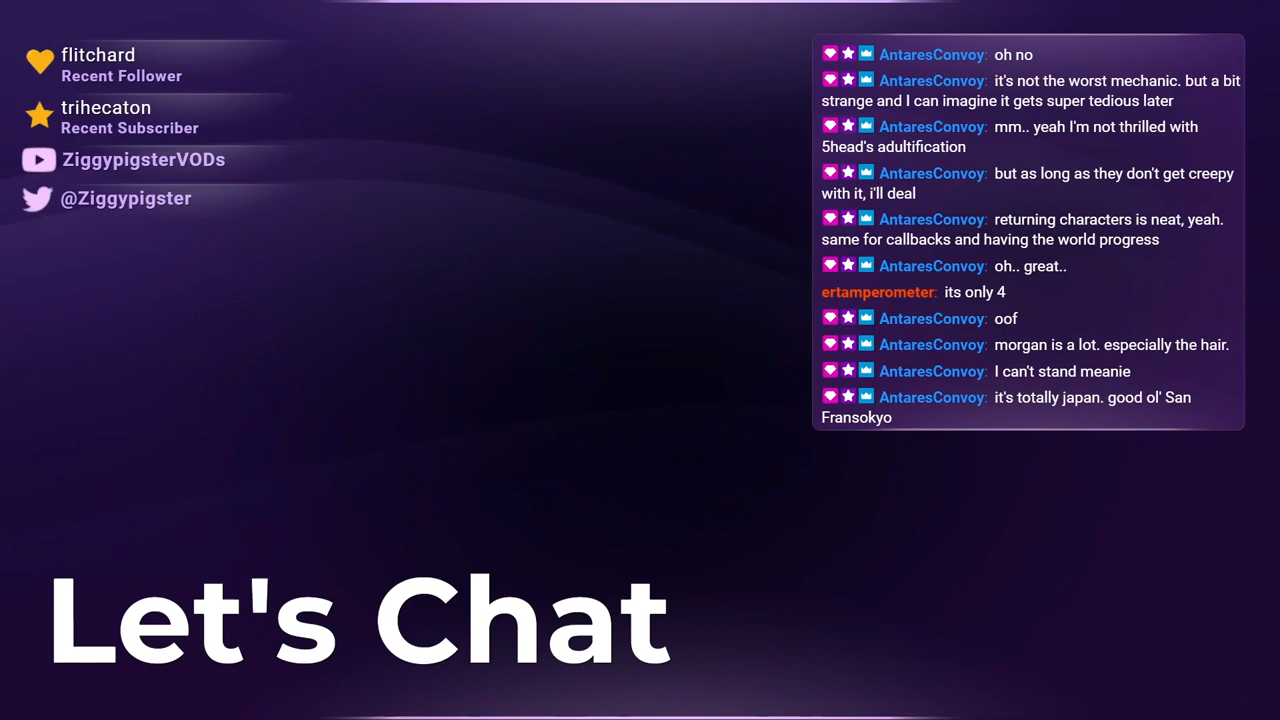 flitchard
Recent Follower
trihecaton
Recent Subscriber
ZiggypigsterVODs
@Ziggypigster
AntaresConvoy: oh no
AntaresConvoy: it's not the worst mechanic. but a bit
strange and I can imagine it gets super tedious later
AntaresConvoy: mm.. yeah I'm not thrilled with
5head's adultification
AntaresConvoy: but as long as they don't get creepy
with it, i'll deal
AntaresConvoy: returning characters is neat, yeah.
same for callbacks and having the world progress
AntaresConvoy: oh.. great..
ertamperometer: its only 4
AntaresConvoy: oof
AntaresConvoy: morgan is a lot. especially the hair.
AntaresConvoy: I can't stand meanie
AntaresConvoy: it's totally japan. good ol' San
Fransokyo
Let's Chat